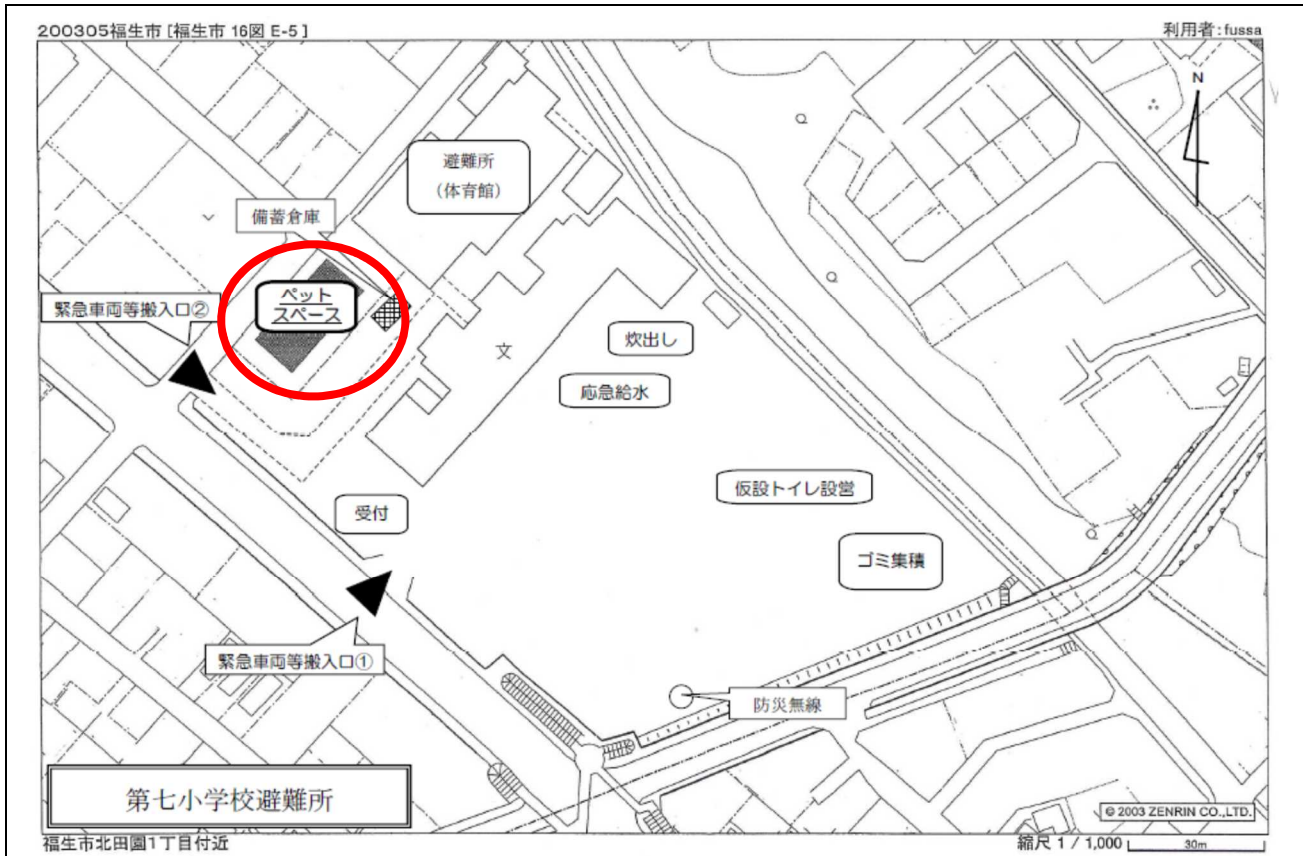 200305福生市 [福生市 16図 E-5]
利用者:fussa
N
避難所
(体育館)
備蓄倉庫
ペット
スペース
緊急車両等搬入口②
炊出し
文
応急給水
仮設トイレ設営
受付
ゴミ集積
緊急車両等搬入口①
防災無線
第七小学校避難所
© 2003 ZENRIN CO.,LTD.
福生市北田園1丁目付近
縮尺 1 / 1,000
30m